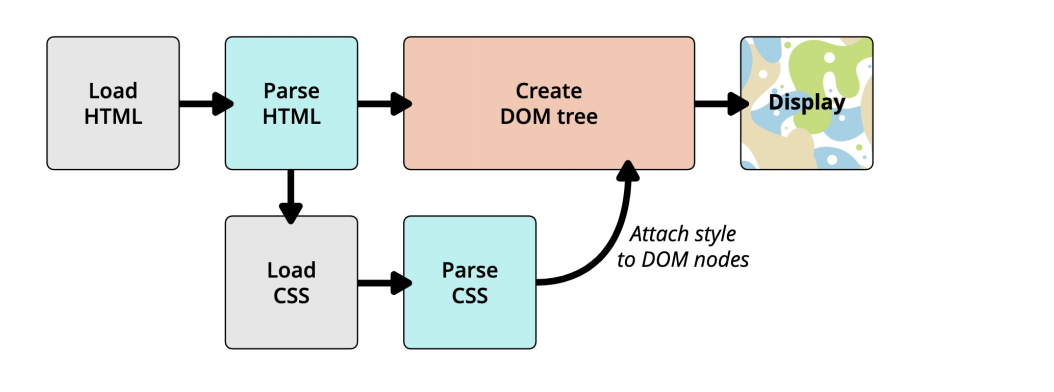 Load
HTML
Parse
HTML
Create
DOM tree
Display
Load
CSS
Parse
CSS
Attach style
to DOM nodes